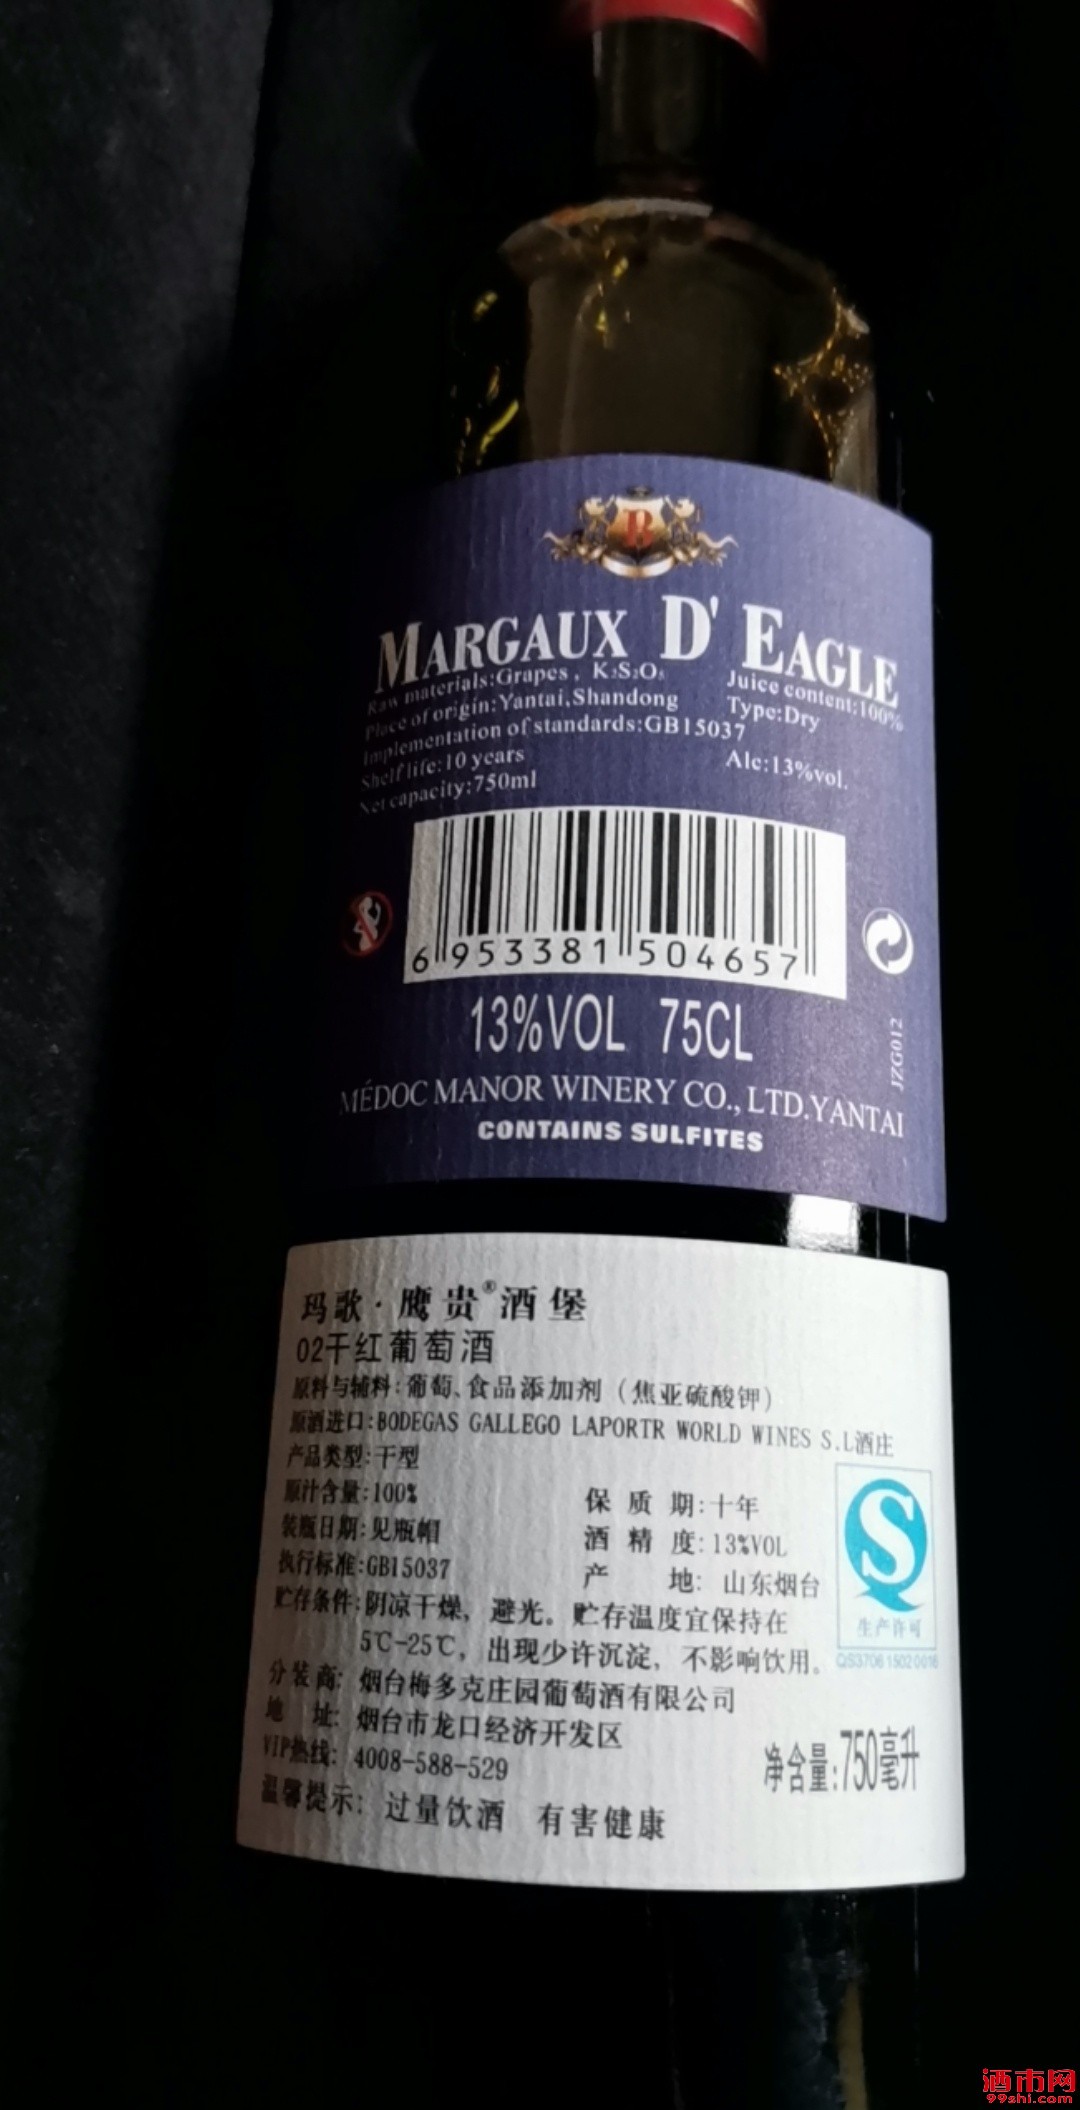 B
MARGAUX D' EAGLE
Raw materials:Grapes, K₂S₂O₅ Juice content:100%
Place of origin:Yantai,Shandong Type:Dry
Implementation of standards:GB15037
Shelf life:10 years Alc:13%vol.
Net capacity:750ml
6 953381 504657
13%VOL 75CL
JZG012
MÉDOC MANOR WINERY CO., LTD.YANTAI
CONTAINS SULFITES
玛歌·鹰贵®酒堡
02干红葡萄酒
原料与辅料:葡萄、食品添加剂（焦亚硫酸钾）
原酒进口:BODEGAS GALLEGO LAPORTR WORLD WINES S.L酒庄
产品类型:干型
原汁含量:100% 保质期:十年
装瓶日期:见瓶帽 酒精度:13%VOL
执行标准:GB15037 产地:山东烟台
贮存条件:阴凉干燥，避光。贮存温度宜保持在
5℃-25℃，出现少许沉淀，不影响饮用。
生产许可
QS3706 1502 0016
分装商:烟台梅多克庄园葡萄酒有限公司
地址:烟台市龙口经济开发区
VIP热线:4008-588-529
净含量:750毫升
温馨提示:过量饮酒 有害健康
酒市网
99shi.com